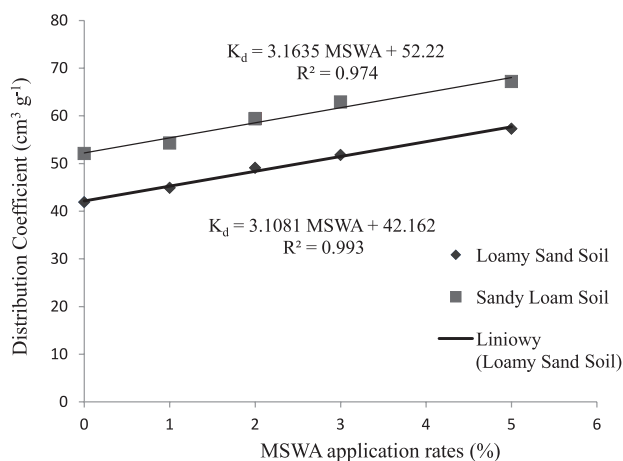 80
70
60
50
40
30
20
10
0
Distribution Coefficient (cm³ g⁻¹)
K_d = 3.1635 MSWA + 52.22
R² = 0.974
K_d = 3.1081 MSWA + 42.162
R² = 0.993
Loamy Sand Soil
Sandy Loam Soil
Liniowy
(Loamy Sand Soil)
0 1 2 3 4 5 6
MSWA application rates (%)